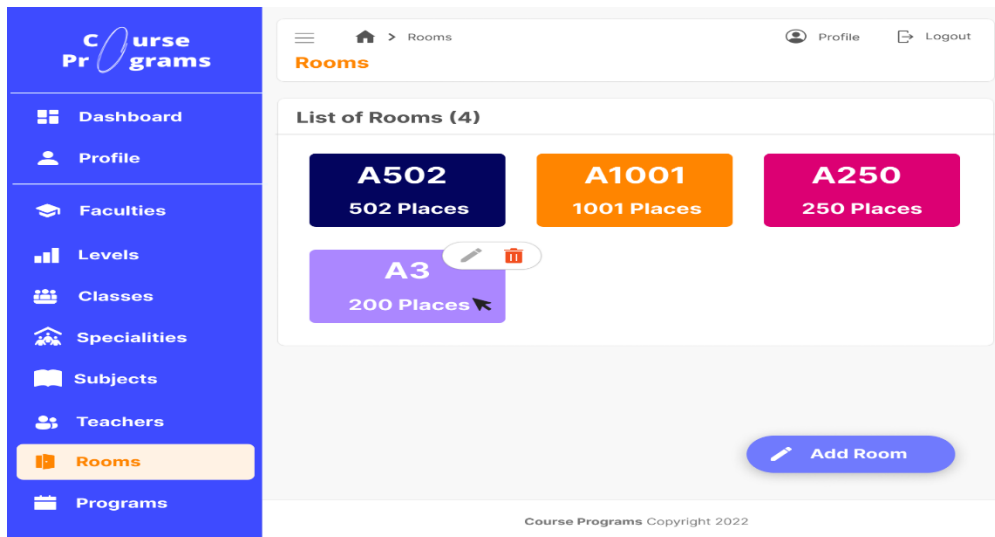 C urse
Pr grams
Dashboard
Profile
Faculties
Levels
Classes
Specialities
Subjects
Teachers
Rooms
Programs
> Rooms
Profile
Logout
Rooms
List of Rooms (4)
A502
502 Places
A1001
1001 Places
A250
250 Places
A3
200 Places
Add Room
Course Programs Copyright 2022